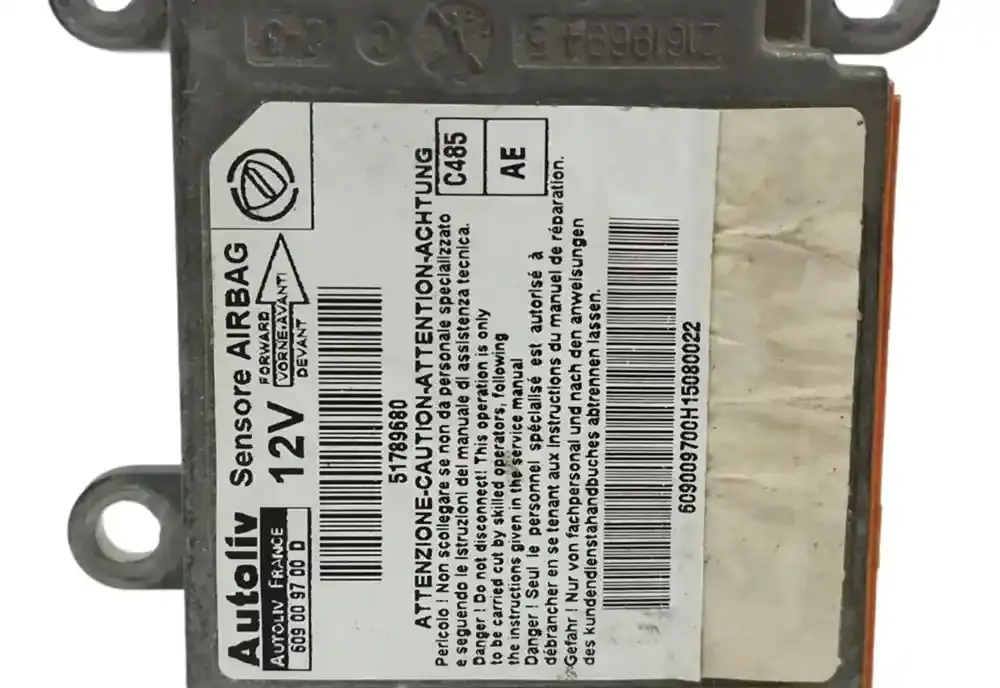 Autoliv
AUTOLIV FRANCE
609 00 97 00 D
Sensore AIRBAG
12V
FORWARD
VORNE-AVANTI
DEVANT
51789680
ATTENZIONE-CAUTION-ATTENTION-ACHTUNG
C485
AE
Pericolo ! Non scollegare se non da personale specializzato
e seguendo le istruzioni del manuale di assistenza tecnica.
Danger ! Do not disconnect! This operation is only
to be carried cut by skilled operators, following
the instructions given in the service manual
Danger ! Seul le personnel spécialisé est autorisé à
débrancher en se tenant aux instructions du manuel de réparation.
Gefahr ! Nur von fachpersonal und nach den anweisungen
des kundendienstahandbuches abtrennen lassen.
609009700H15080022